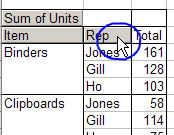 Sum of Units
Item Rep Total
Binders Jones 161
Gill 128
Ho 103
Clipboards Jones 58
Gill 114